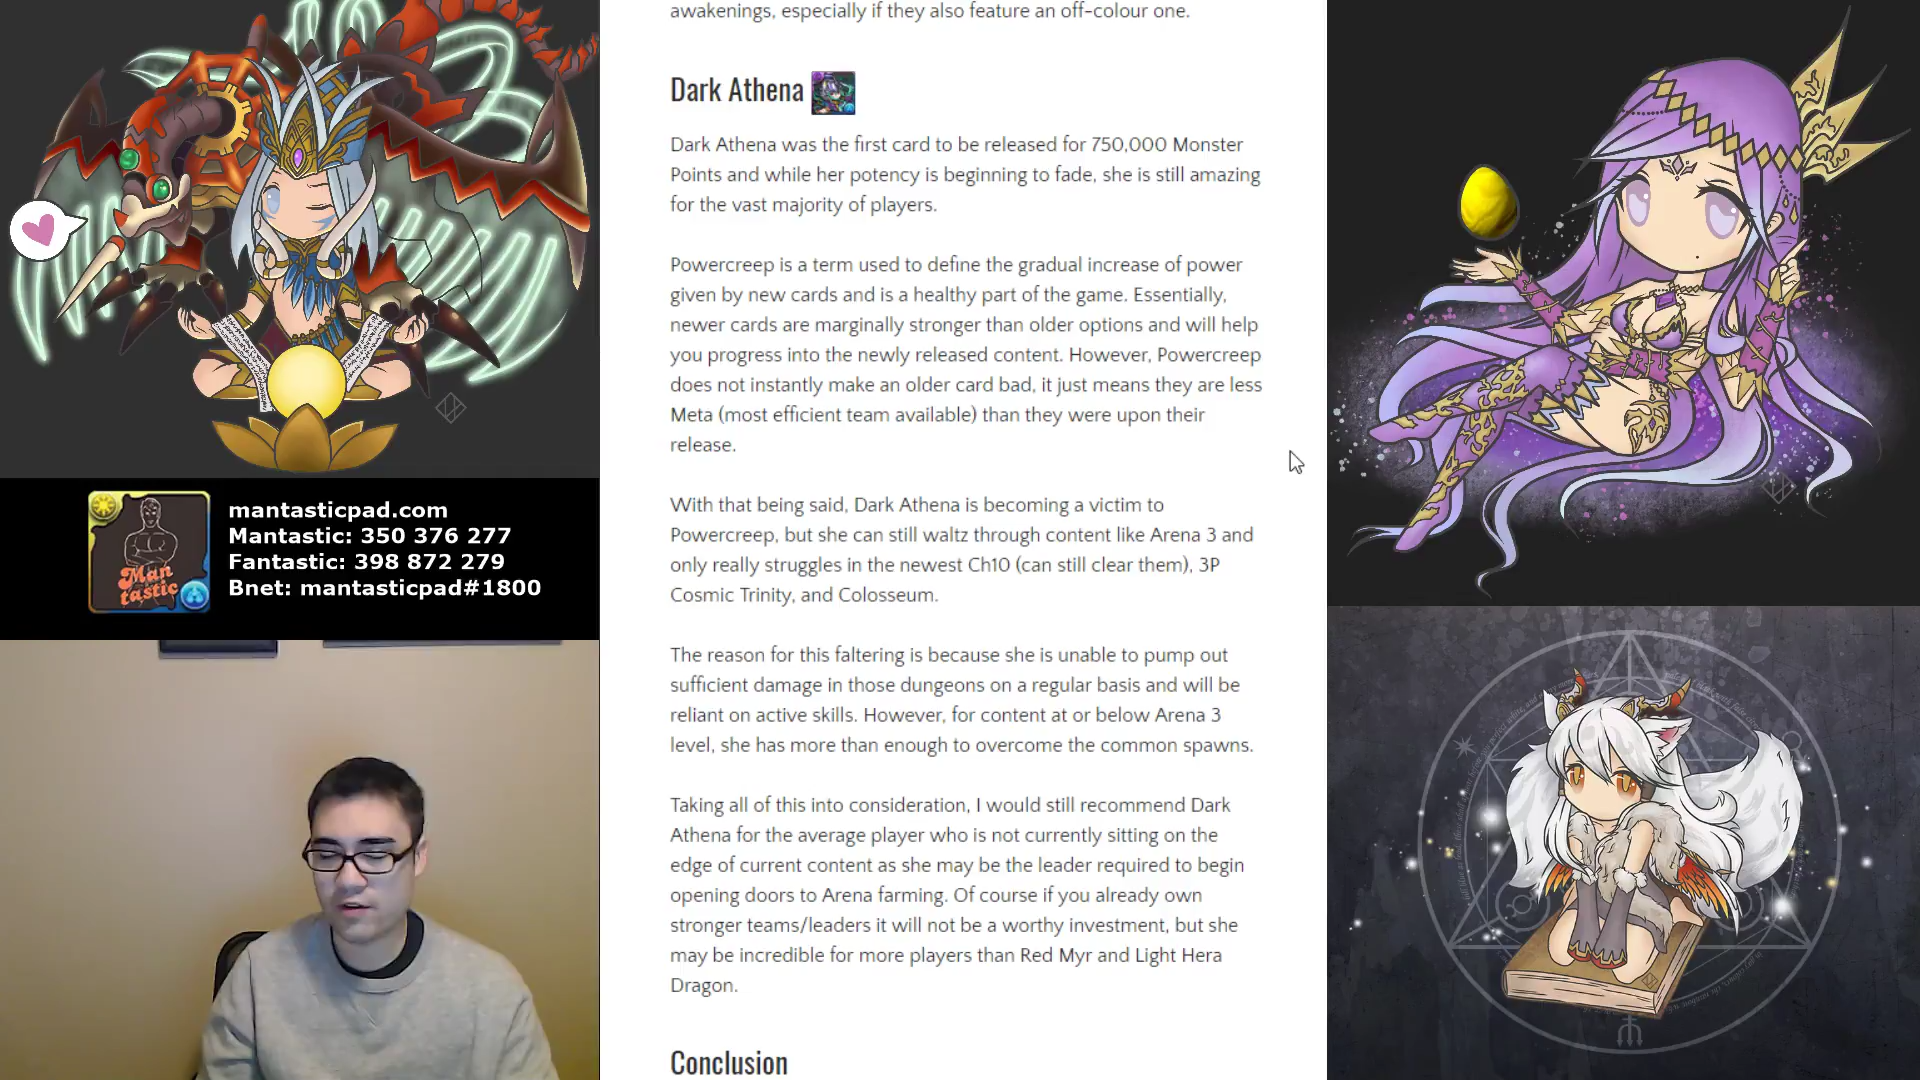 awakenings, especially if they also feature an off-colour one.
Dark Athena
Dark Athena was the first card to be released for 750,000 Monster
Points and while her potency is beginning to fade, she is still amazing
for the vast majority of players.
Powercreep is a term used to define the gradual increase of power
given by new cards and is a healthy part of the game. Essentially,
newer cards are marginally stronger than older options and will help
you progress into the newly released content. However, Powercreep
does not instantly make an older card bad, it just means they are less
Meta (most efficient team available) than they were upon their
release.
With that being said, Dark Athena is becoming a victim to
Powercreep, but she can still waltz through content like Arena 3 and
only really struggles in the newest Ch10 (can still clear them), 3P
Cosmic Trinity, and Colosseum.
The reason for this faltering is because she is unable to pump out
sufficient damage in those dungeons on a regular basis and will be
reliant on active skills. However, for content at or below Arena 3
level, she has more than enough to overcome the common spawns.
Taking all of this into consideration, I would still recommend Dark
Athena for the average player who is not currently sitting on the
edge of current content as she may be the leader required to begin
opening doors to Arena farming. Of course if you already own
stronger teams/leaders it will not be a worthy investment, but she
may be incredible for more players than Red Myr and Light Hera
Dragon.
Conclusion
Man
tastic
mantasticpad.com
Mantastic: 350 376 277
Fantastic: 398 872 279
Bnet: mantasticpad#1800